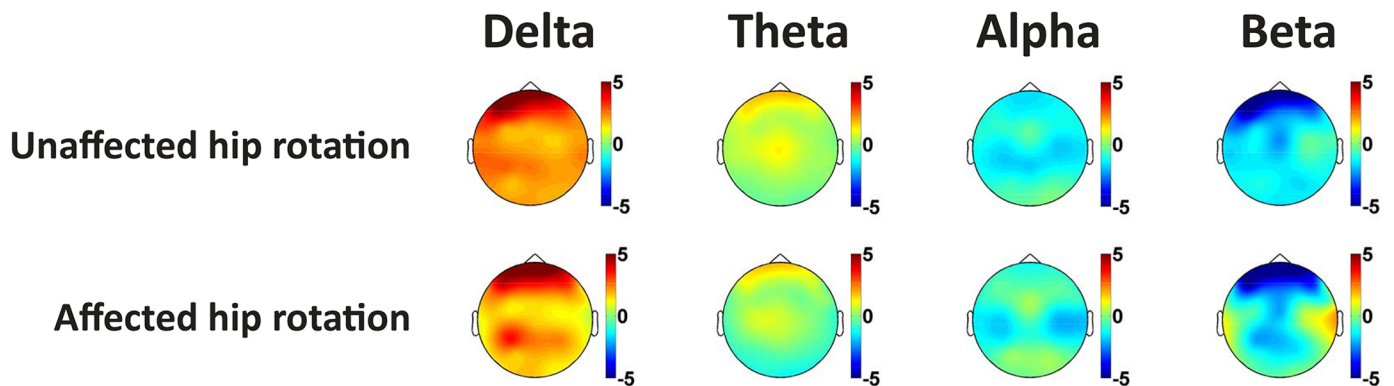 Delta Theta Alpha Beta
5 5 5 5
Unaffected hip rotation 0 0 0 0
-5 -5 -5 -5
5 5 5 5
Affected hip rotation 0 0 0 0
-5 -5 -5 -5